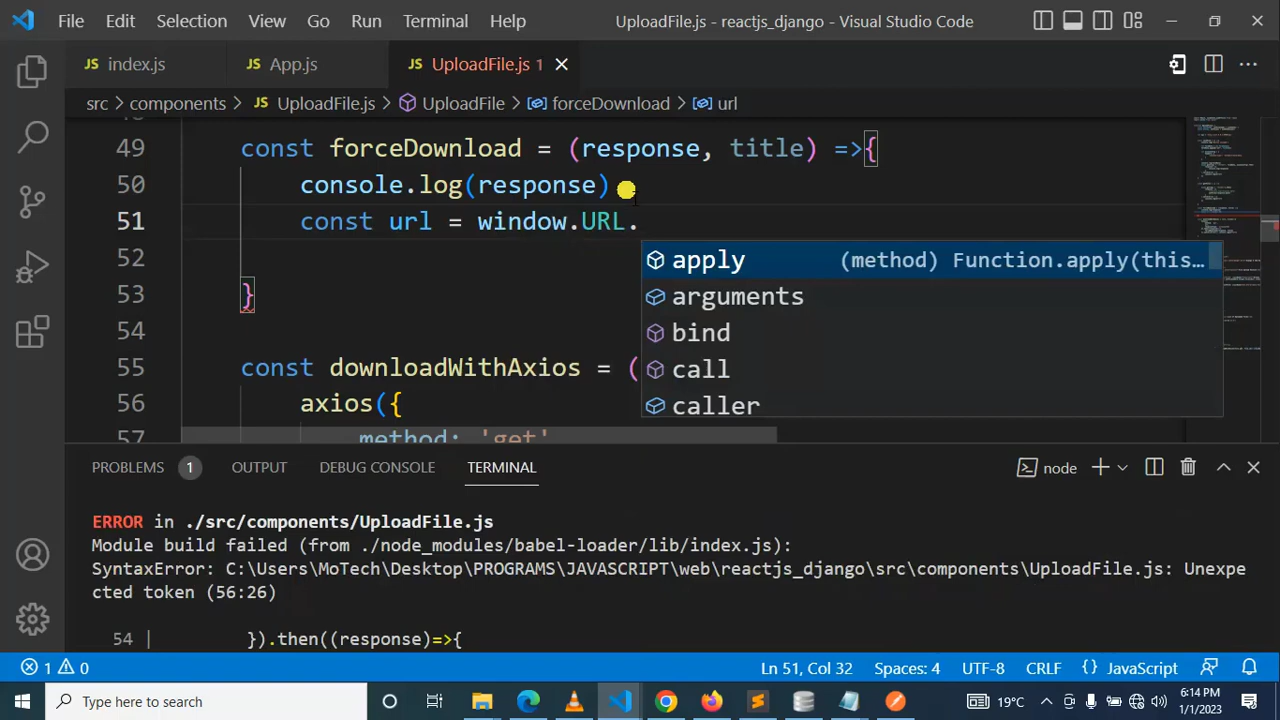 File Edit Selection View Go Run Terminal Help UploadFile.js - reactjs_django - Visual Studio Code
JS index.js JS App.js JS UploadFile.js 1
src > components > JS UploadFile.js > UploadFile > forceDownload > url
49 const forceDownload = (response, title) =>{
50 console.log(response)
51 const url = window.URL.
52 apply (method) Function.apply(this…
arguments
53 }
bind
54
55 const downloadWithAxios = (
call
56 axios({
caller
57 method: 'get'
PROBLEMS 1 OUTPUT DEBUG CONSOLE TERMINAL node
ERROR in ./src/components/UploadFile.js
Module build failed (from ./node_modules/babel-loader/lib/index.js):
SyntaxError: C:\Users\MoTech\Desktop\PROGRAMS\JAVASCRIPT\web\reactjs_django\src\components\UploadFile.js: Unexpe
cted token (56:26)
54 | }).then((response)=>{
1 0 Ln 51, Col 32 Spaces: 4 UTF-8 CRLF {} JavaScript
Type here to search 19°C 6:14 PM
1/1/2023